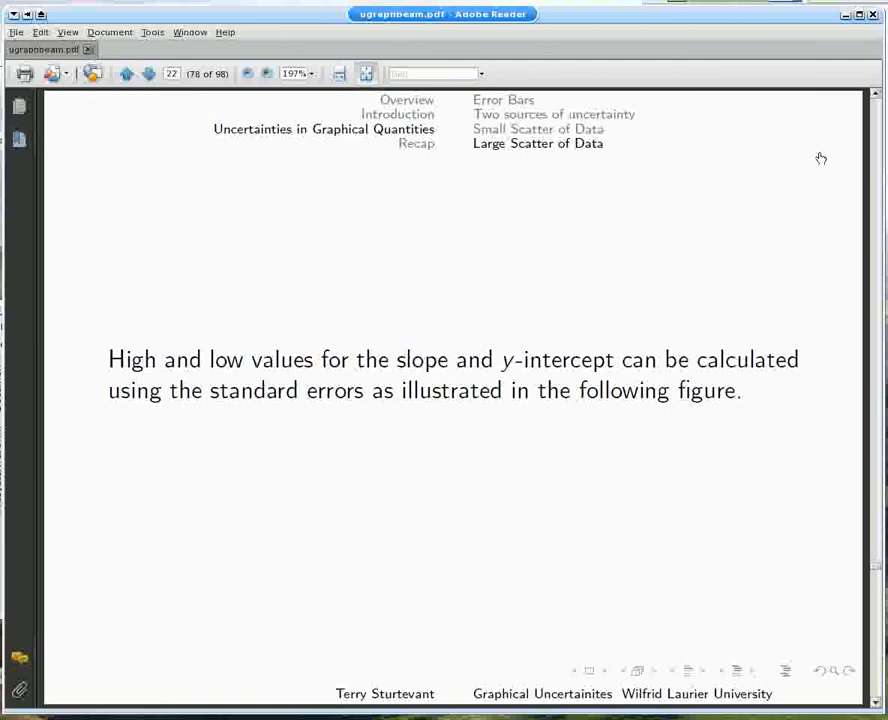 ugraphbeam.pdf - Adobe Reader
File Edit View Document Tools Window Help
ugraphbeam.pdf
22 (78 of 98) 197% Find
Overview Error Bars
Introduction Two sources of uncertainty
Uncertainties in Graphical Quantities Small Scatter of Data
Recap Large Scatter of Data
High and low values for the slope and y-intercept can be calculated
using the standard errors as illustrated in the following figure.
Terry Sturtevant Graphical Uncertainites Wilfrid Laurier University